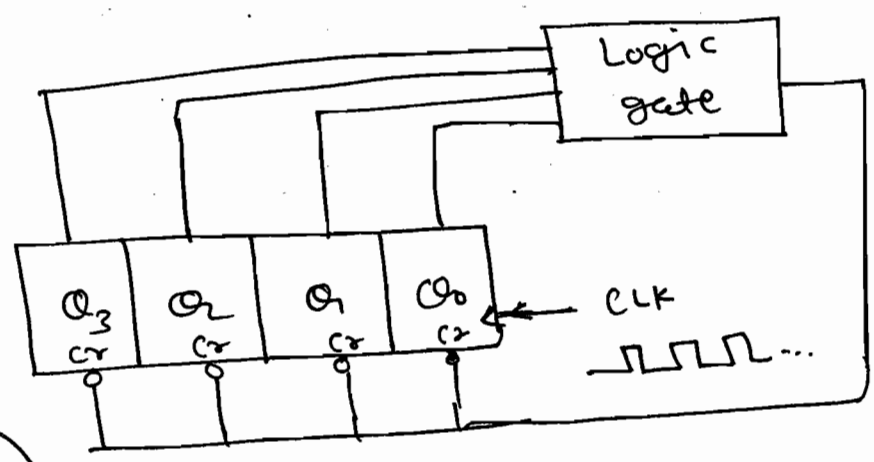 Logic
gate
Q3 Q2 Q1 Q0
Cr Cr Cr Cr
CLK
...